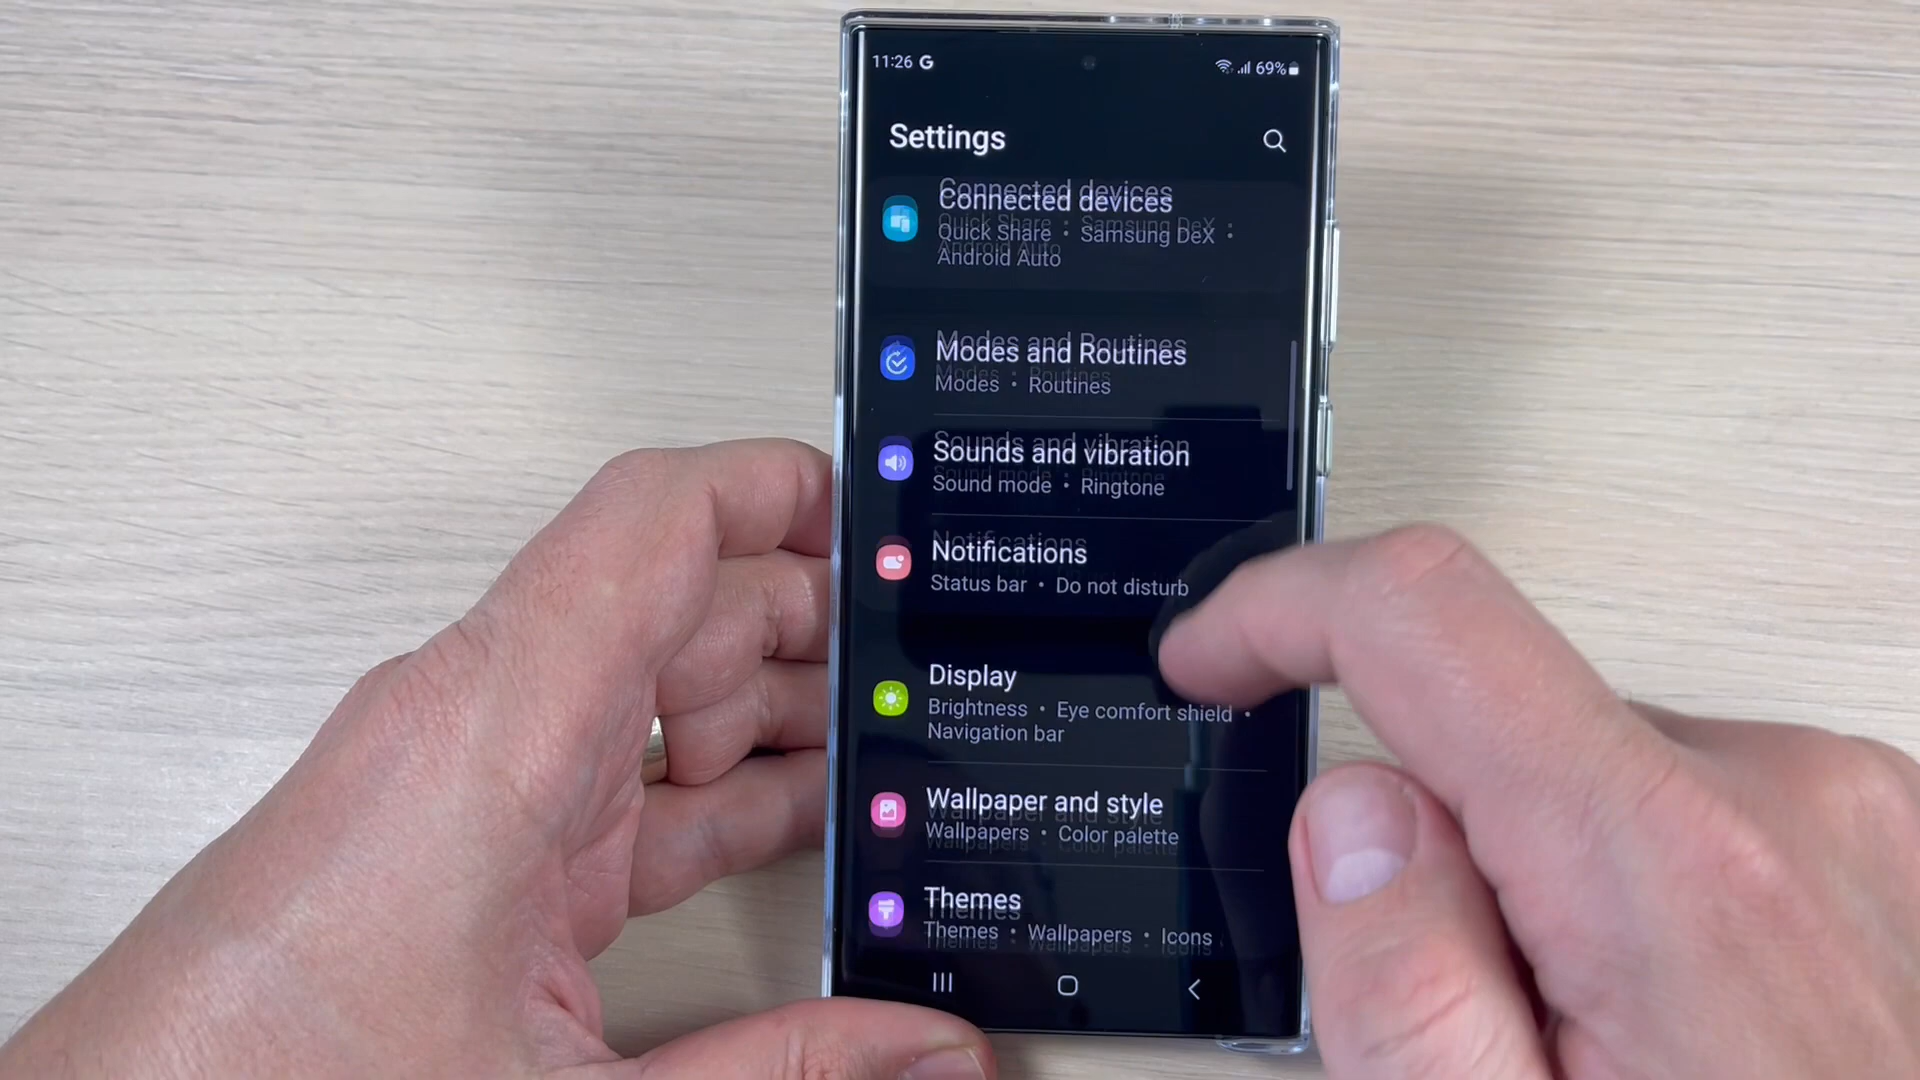 11:26 G
69%
Settings
Connected devices
Quick Share • Samsung DeX •
Android Auto
Modes and Routines
Modes • Routines
Sounds and vibration
Sound mode • Ringtone
Notifications
Status bar • Do not disturb
Display
Brightness • Eye comfort shield •
Navigation bar
Wallpaper and style
Wallpapers • Color palette
Themes
Themes • Wallpapers • Icons